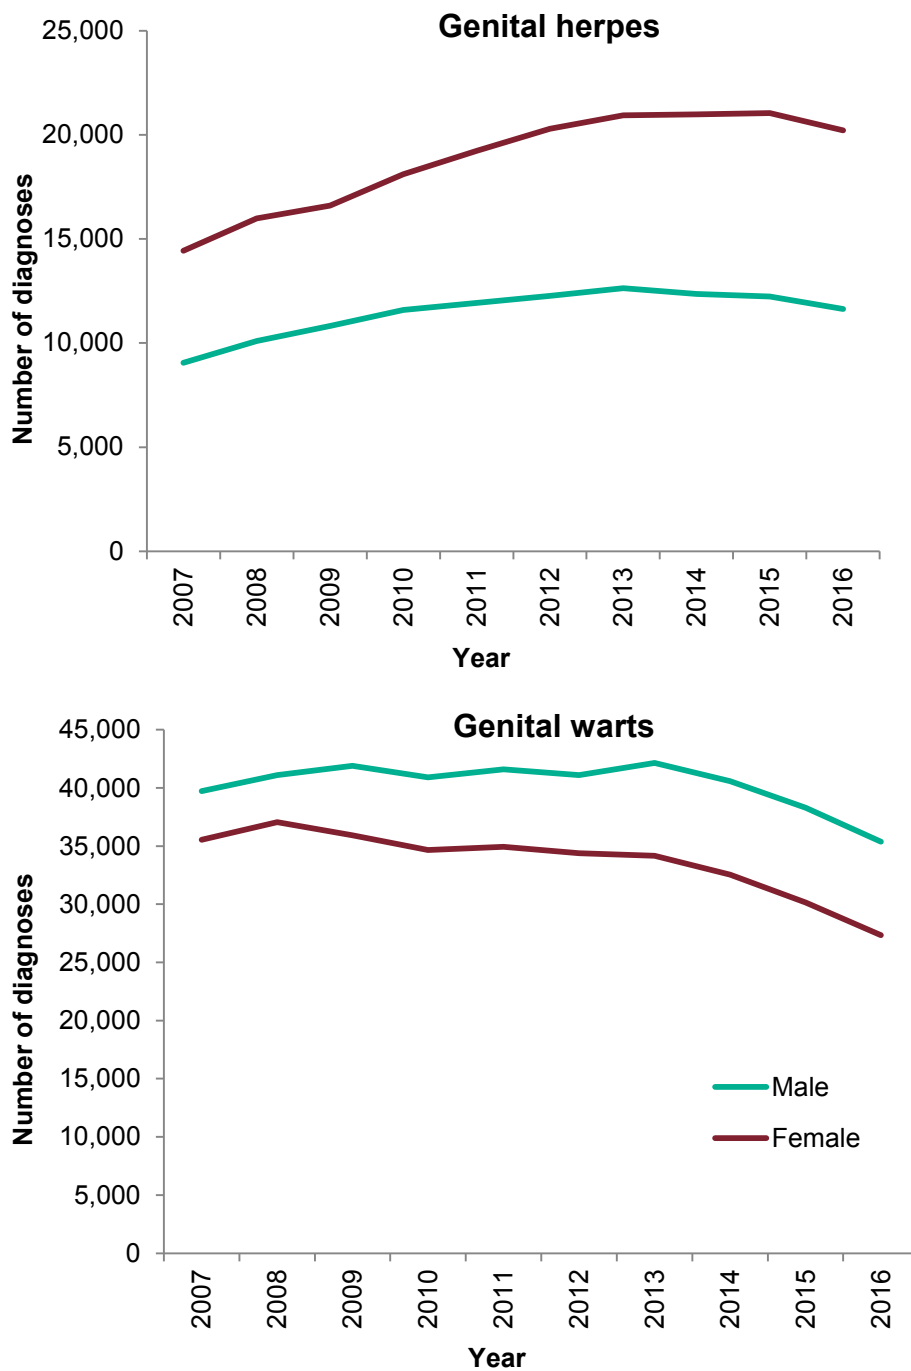 Genital herpes
25,000
20,000
15,000
10,000
5,000
0
Number of diagnoses
2007 2008 2009 2010 2011 2012 2013 2014 2015 2016
Year
Genital warts
45,000
40,000
35,000
30,000
25,000
20,000
15,000
10,000
5,000
0
Number of diagnoses
Male
Female
2007 2008 2009 2010 2011 2012 2013 2014 2015 2016
Year